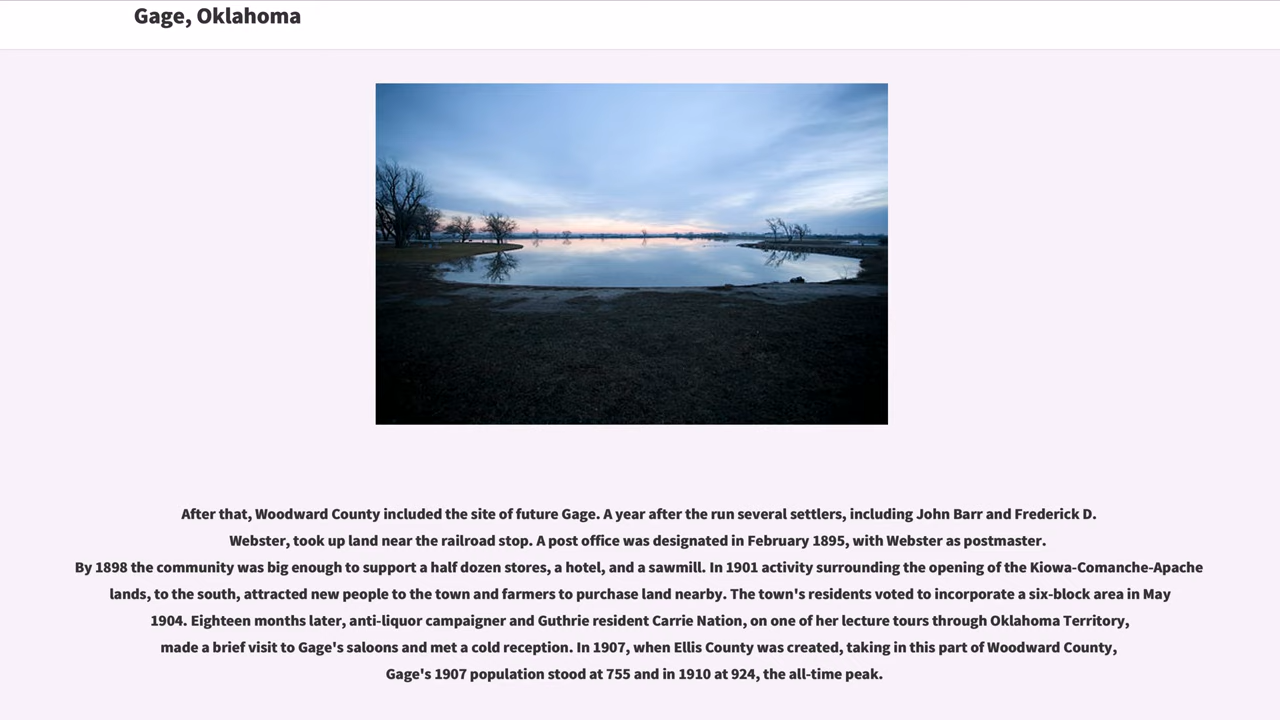 Gage, Oklahoma
After that, Woodward County included the site of future Gage. A year after the run several settlers, including John Barr and Frederick D.
Webster, took up land near the railroad stop. A post office was designated in February 1895, with Webster as postmaster.
By 1898 the community was big enough to support a half dozen stores, a hotel, and a sawmill. In 1901 activity surrounding the opening of the Kiowa-Comanche-Apache
lands, to the south, attracted new people to the town and farmers to purchase land nearby. The town's residents voted to incorporate a six-block area in May
1904. Eighteen months later, anti-liquor campaigner and Guthrie resident Carrie Nation, on one of her lecture tours through Oklahoma Territory,
made a brief visit to Gage's saloons and met a cold reception. In 1907, when Ellis County was created, taking in this part of Woodward County,
Gage's 1907 population stood at 755 and in 1910 at 924, the all-time peak.